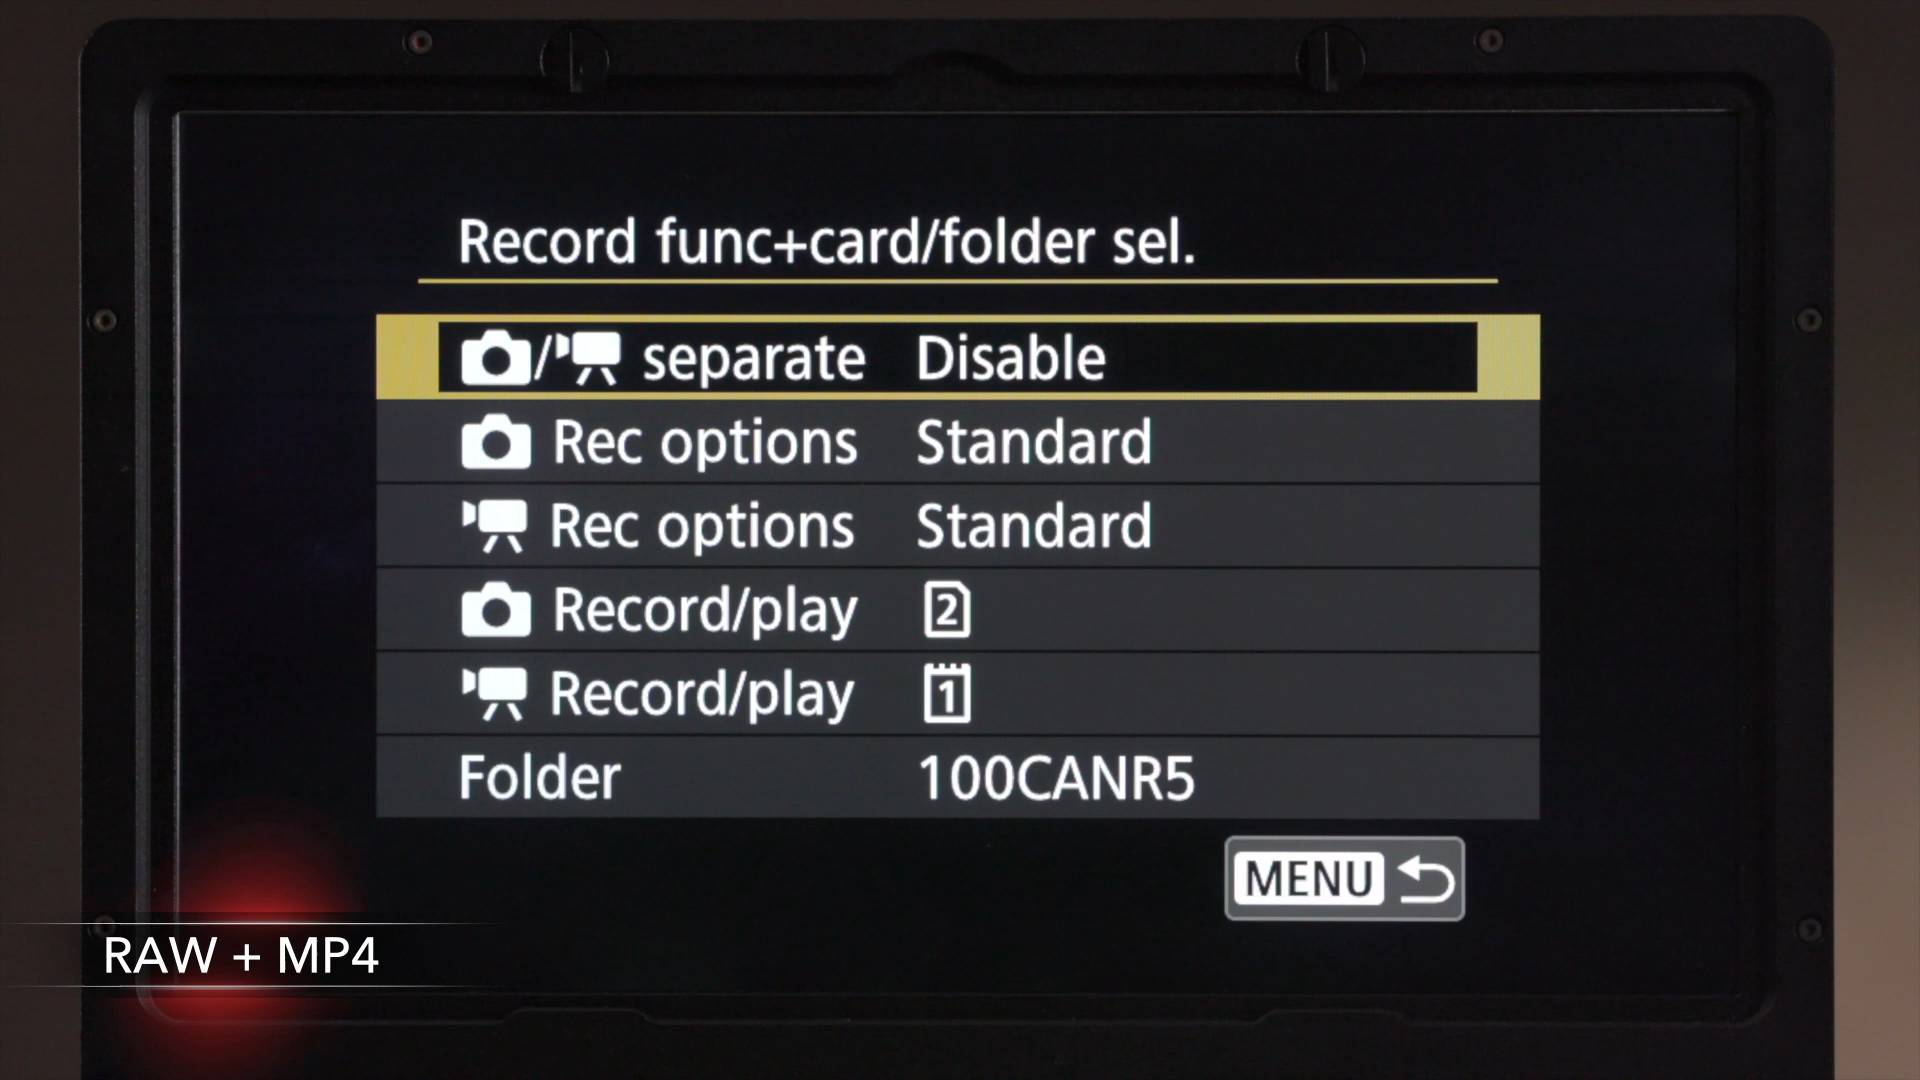 Record func+card/folder sel.
/ separate Disable
Rec options Standard
Rec options Standard
Record/play 2
Record/play 1
Folder 100CANR5
MENU
RAW + MP4